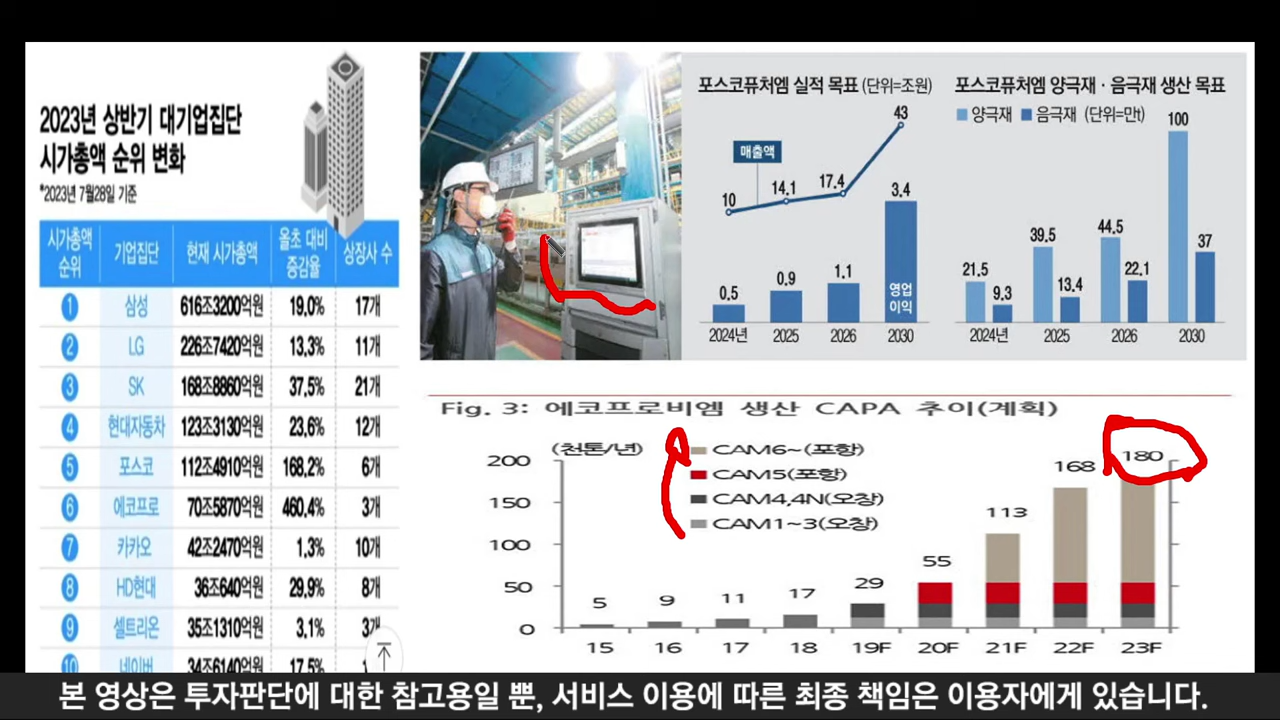 2023년 상반기 대기업집단
시가총액 순위 변화
*2023년 7월28일 기준
시가총액 순위 기업집단 현재 시가총액 올초 대비 증감율 상장사 수
1 삼성 616조3200억원 19.0% 17개
2 LG 226조7420억원 13.3% 11개
3 SK 168조8860억원 37.5% 21개
4 현대자동차 123조3130억원 23.6% 12개
5 포스코 112조4910억원 168.2% 6개
6 에코프로 70조5870억원 460.4% 3개
7 카카오 42조2470억원 1.3% 10개
8 HD현대 36조640억원 29.9% 8개
9 셀트리온 35조1310억원 3.1% 3개
10 네이버 34조6140억원 17.5%
포스코퓨처엠 실적 목표 (단위=조원)
매출액
10 14.1 17.4 43
0.5 0.9 1.1 3.4
영업
이익
2024년 2025 2026 2030
포스코퓨처엠 양극재·음극재 생산 목표
양극재 음극재 (단위=만)
21.5 9.3 39.5 13.4 44.5 22.1 100 37
2024년 2025 2026 2030
Fig. 3: 에코프로비엠 생산 CAPA 추이(계획)
(천톤/년)
CAM6~(포항)
CAM5(포항)
CAM4,4N(오창)
CAM1~3(오창)
200
150
100
50
0
5 9 11 17 29 55 113 168 180
15 16 17 18 19F 20F 21F 22F 23F
본 영상은 투자판단에 대한 참고용일 뿐, 서비스 이용에 따른 최종 책임은 이용자에게 있습니다.